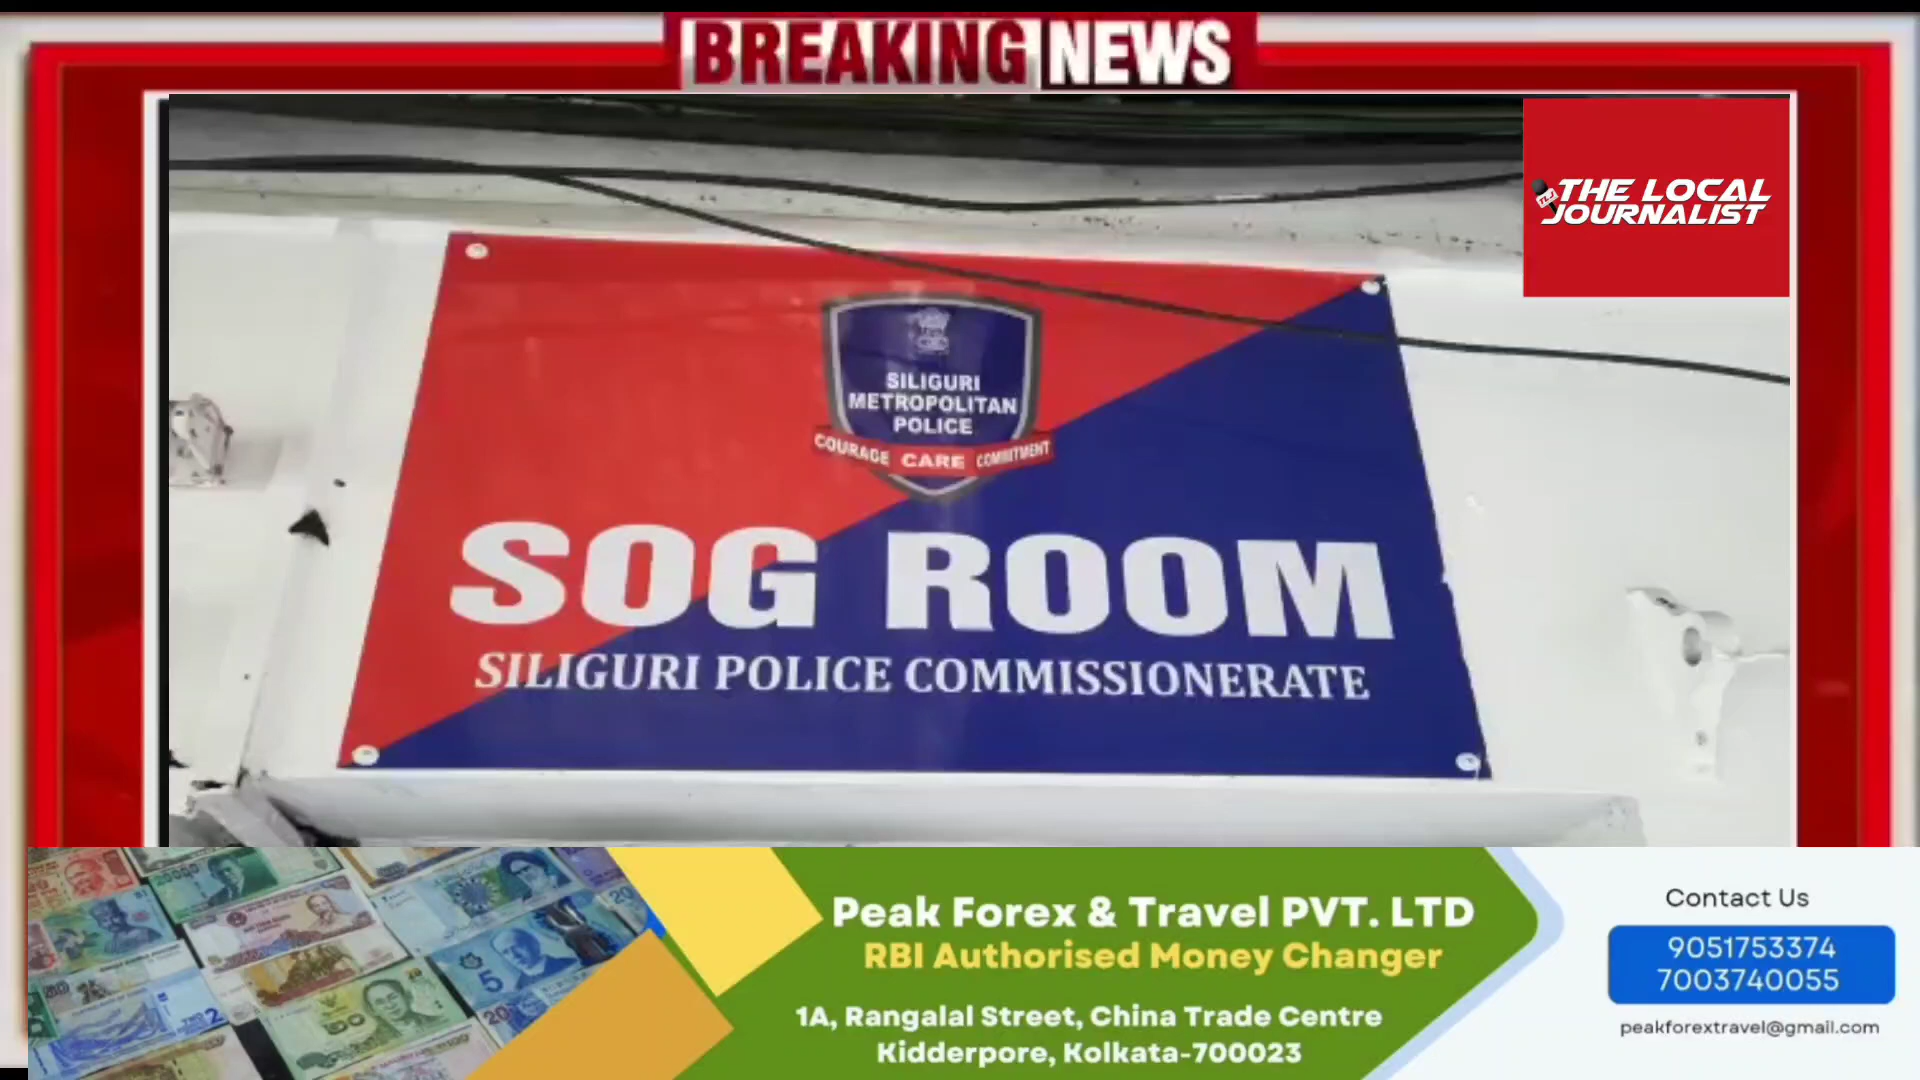 BREAKING NEWS
THE LOCAL
JOURNALIST
SILIGURI
METROPOLITAN
POLICE
COURAGE CARE COMMITMENT
SOG ROOM
SILIGURI POLICE COMMISSIONERATE
Peak Forex & Travel PVT. LTD
RBI Authorised Money Changer
1A, Rangalal Street, China Trade Centre
Kidderpore, Kolkata-700023
Contact Us
9051753374
7003740055
peakforextravel@gmail.com